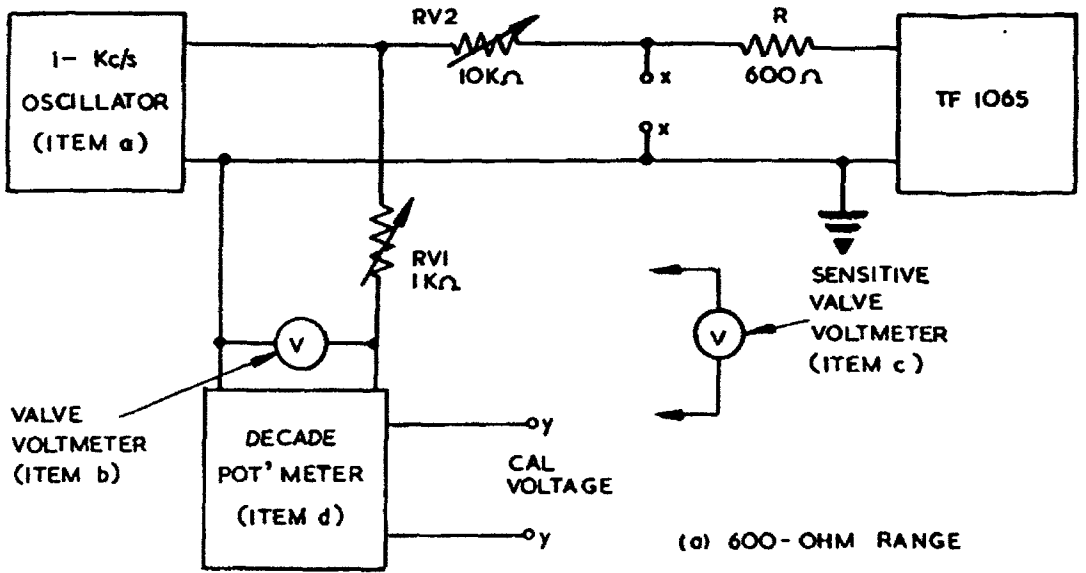 1- Kc/s
OSCILLATOR
(ITEM a)
RV2
10KΩ
R
600Ω
x
x
TF 1065
RV1
1KΩ
SENSITIVE
VALVE
VOLTMETER
(ITEM c)
V
V
VALVE
VOLTMETER
(ITEM b)
DECADE
POT' METER
(ITEM d)
y
CAL
VOLTAGE
y
(a) 600-OHM RANGE